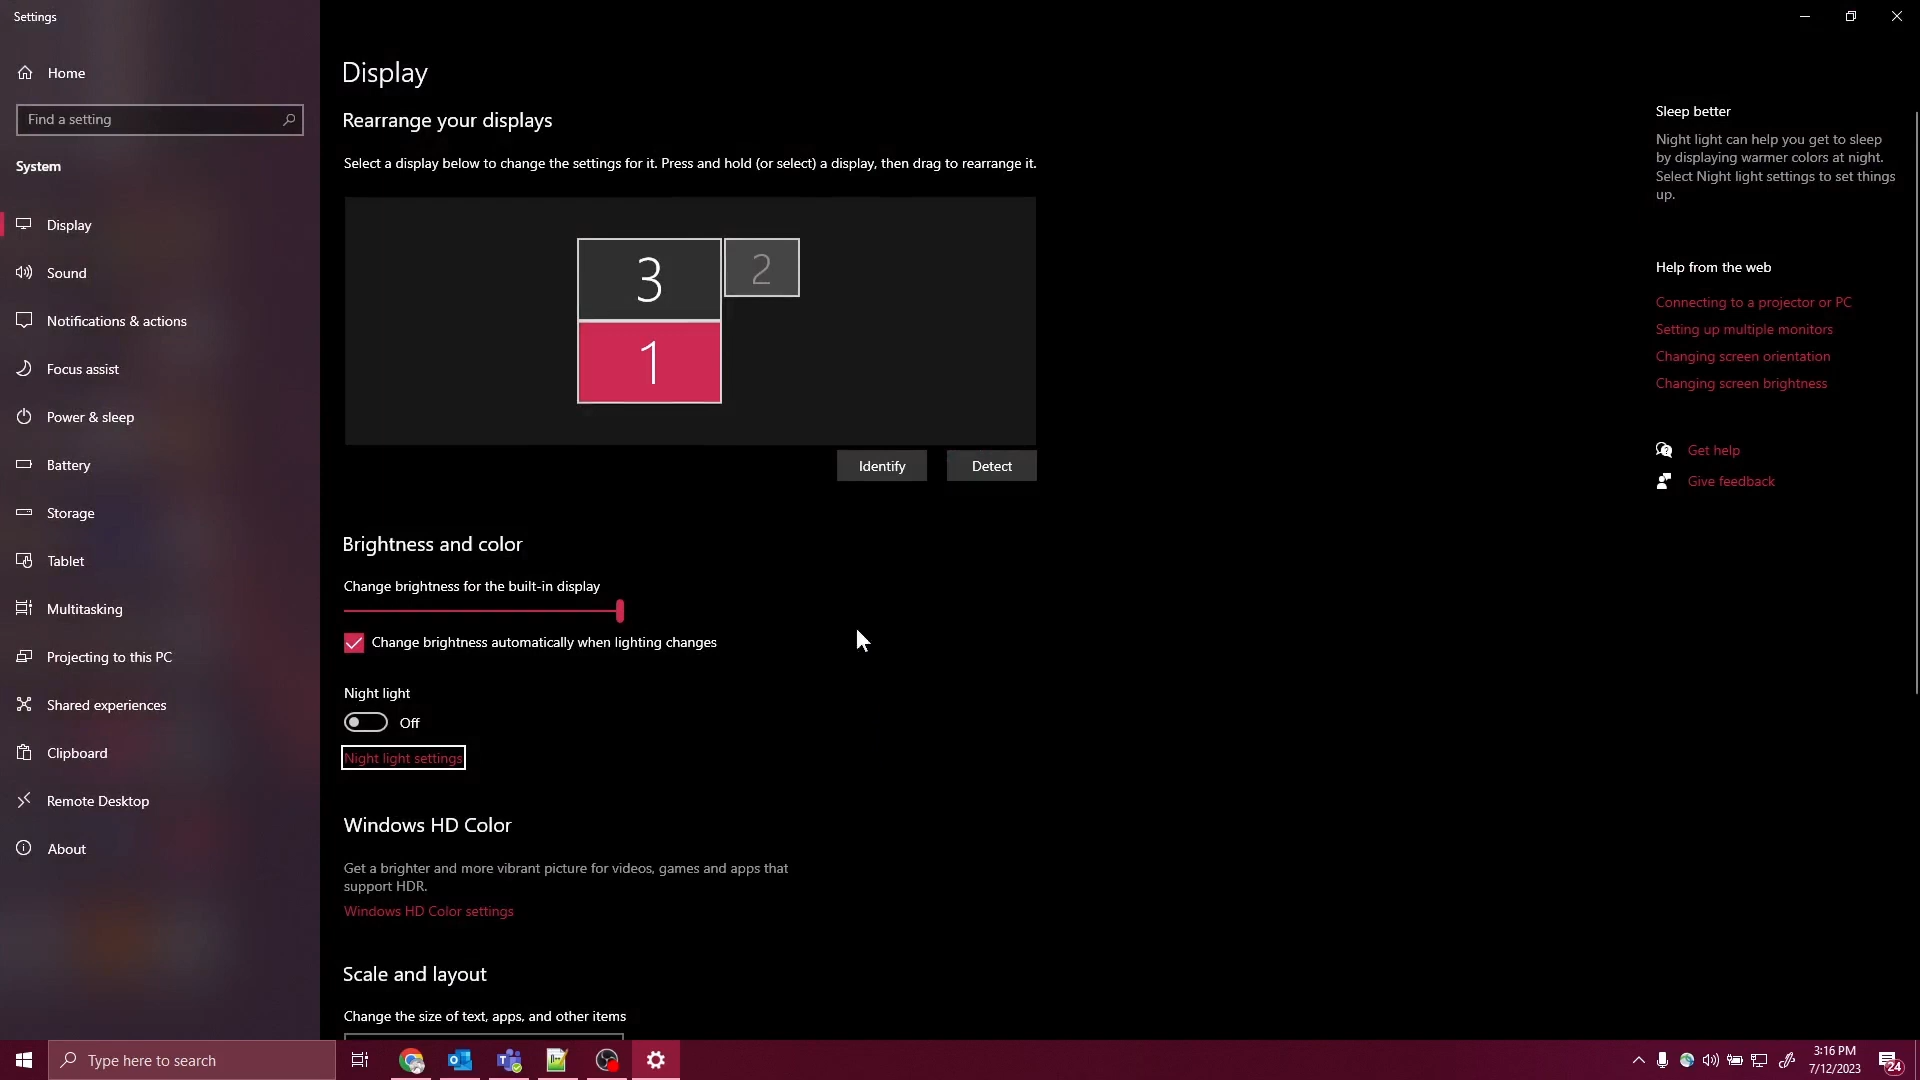 Settings
Home
Find a setting
System
Display
Sound
Notifications & actions
Focus assist
Power & sleep
Battery
Storage
Tablet
Multitasking
Projecting to this PC
Shared experiences
Clipboard
Remote Desktop
About
Display
Rearrange your displays
Select a display below to change the settings for it. Press and hold (or select) a display, then drag to rearrange it.
3
2
1
Identify
Detect
Brightness and color
Change brightness for the built-in display
Change brightness automatically when lighting changes
Night light
Off
Night light settings
Windows HD Color
Get a brighter and more vibrant picture for videos, games and apps that
support HDR.
Windows HD Color settings
Scale and layout
Change the size of text, apps, and other items
Sleep better
Night light can help you get to sleep
by displaying warmer colors at night.
Select Night light settings to set things
up.
Help from the web
Connecting to a projector or PC
Setting up multiple monitors
Changing screen orientation
Changing screen brightness
Get help
Give feedback
Type here to search
3:16 PM
7/12/2023
24